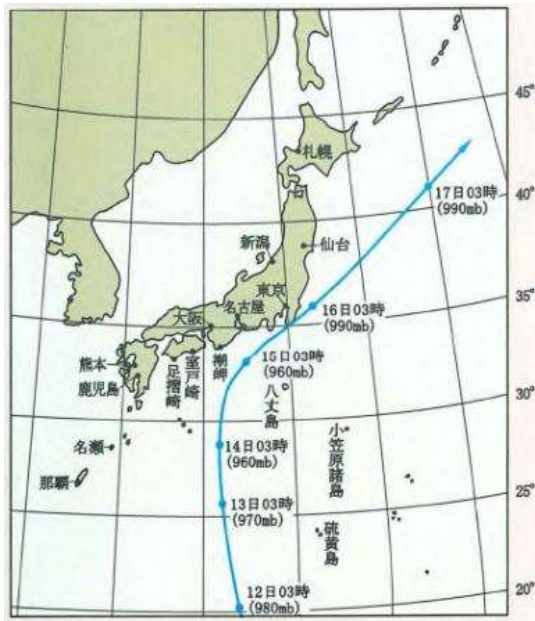 45°
札幌
17日03時
(990mb)
40°
新潟
仙台
東京
名古屋
大阪
16日03時
(990mb)
35°
熊本
鹿児島
足摺崎
室戸崎
潮岬
15日03時
(960mb)
八丈島
30°
名瀬
14日03時
(960mb)
小笠原諸島
那覇
25°
13日03時
(970mb)
硫黄島
12日03時
(980mb)
20°